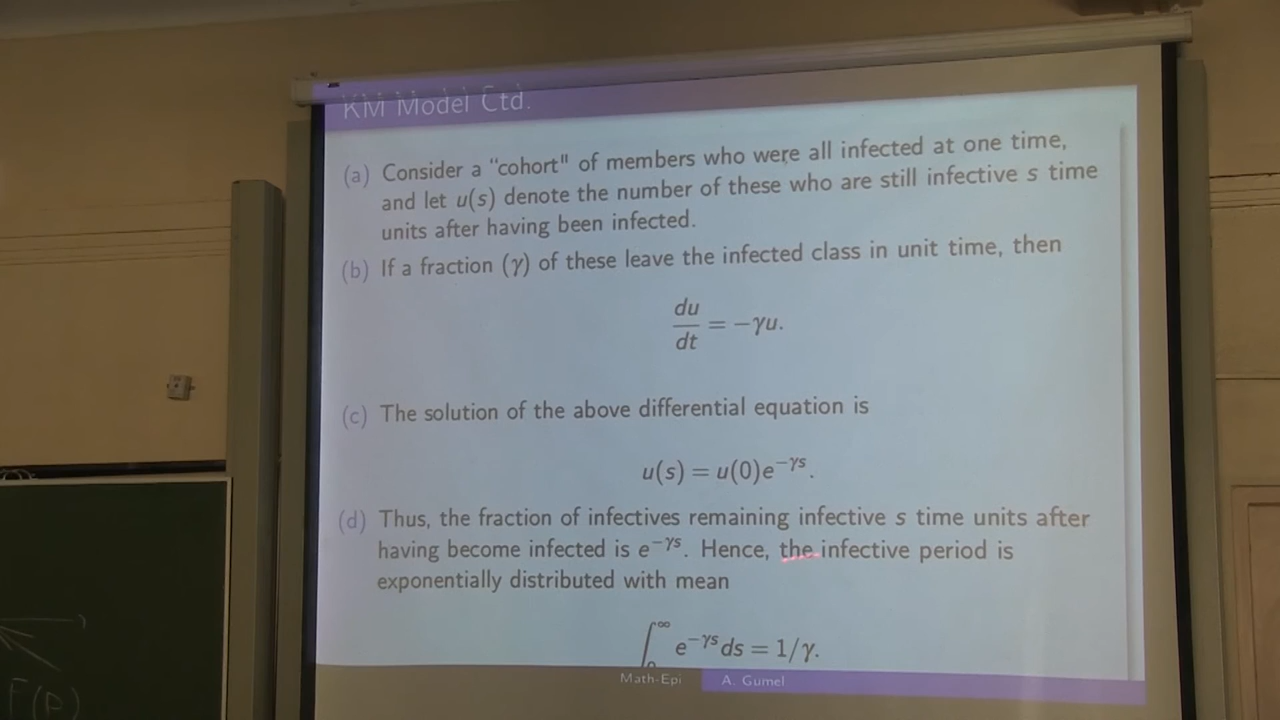 KM Model Ctd.
(a) Consider a "cohort" of members who were all infected at one time,
and let u(s) denote the number of these who are still infective s time
units after having been infected.
(b) If a fraction (γ) of these leave the infected class in unit time, then
du/dt = −γu.
(c) The solution of the above differential equation is
u(s) = u(0)e^{−γs}.
(d) Thus, the fraction of infectives remaining infective s time units after
having become infected is e^{−γs}. Hence, the infective period is
exponentially distributed with mean
∫_0^∞ e^{−γs}ds = 1/γ.
Math-Epi A. Gumel